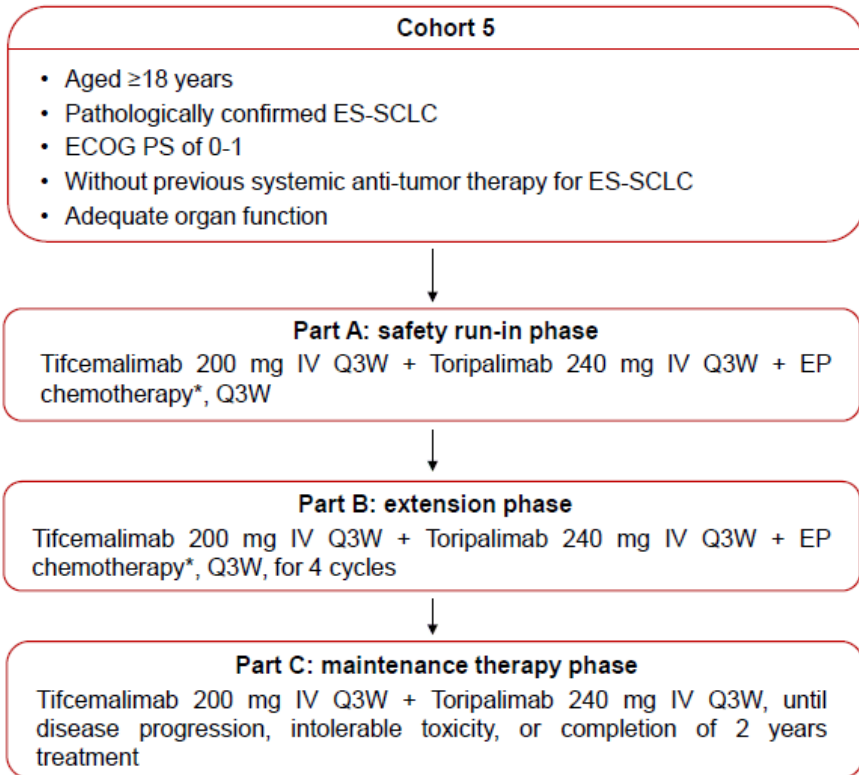 Cohort 5
• Aged ≥18 years
• Pathologically confirmed ES-SCLC
• ECOG PS of 0-1
• Without previous systemic anti-tumor therapy for ES-SCLC
• Adequate organ function
Part A: safety run-in phase
Tifcemalimab 200 mg IV Q3W + Toripalimab 240 mg IV Q3W + EP
chemotherapy*, Q3W
Part B: extension phase
Tifcemalimab 200 mg IV Q3W + Toripalimab 240 mg IV Q3W + EP
chemotherapy*, Q3W, for 4 cycles
Part C: maintenance therapy phase
Tifcemalimab 200 mg IV Q3W + Toripalimab 240 mg IV Q3W, until
disease progression, intolerable toxicity, or completion of 2 years
treatment